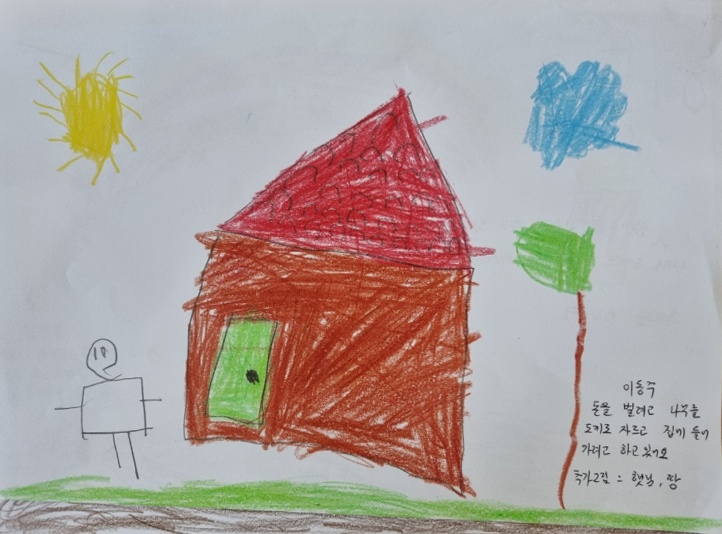 이동주
돈을 벌려고 나무를
도끼로 자르고 집에 들어
가려고 하고 있어요
추가그림 : 햇님, 땅